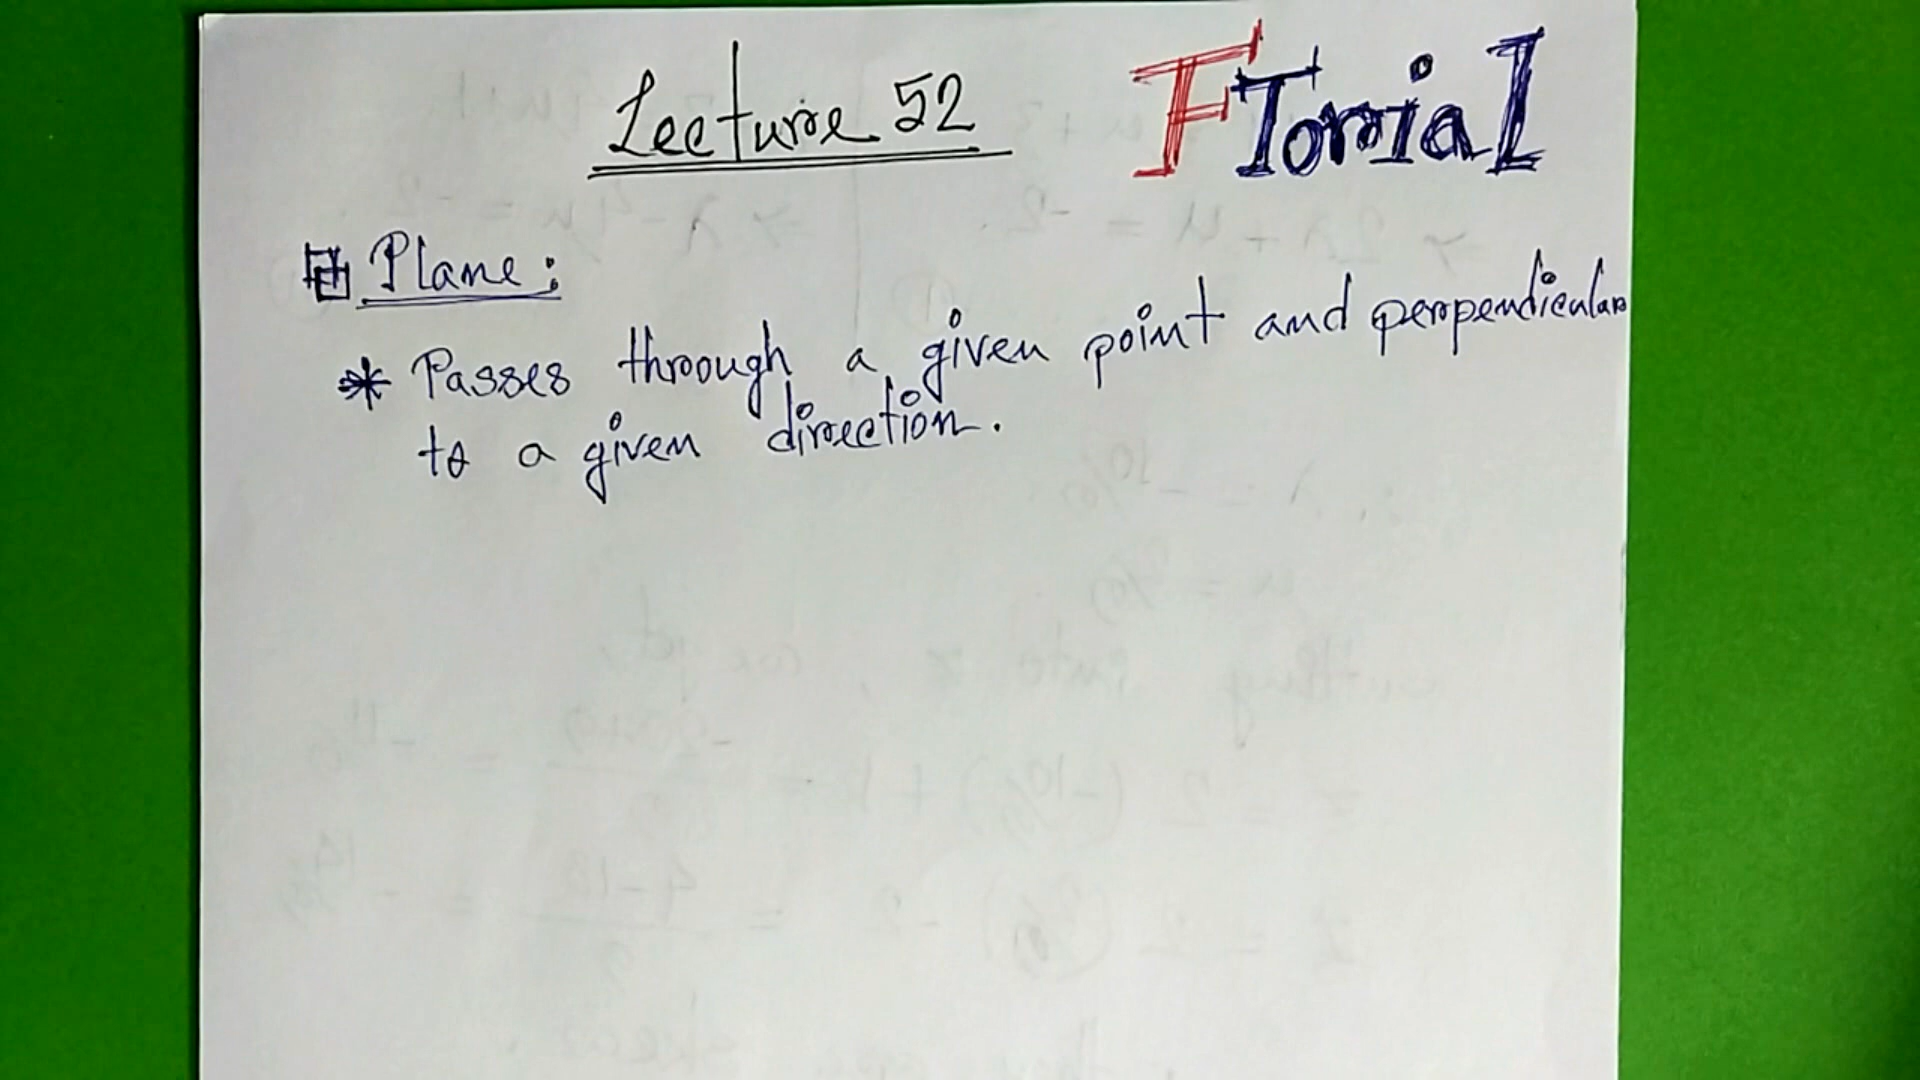 Lecture 52
FTorial
Plane:
* Passes through a given point and perpendicular
to a given direction.